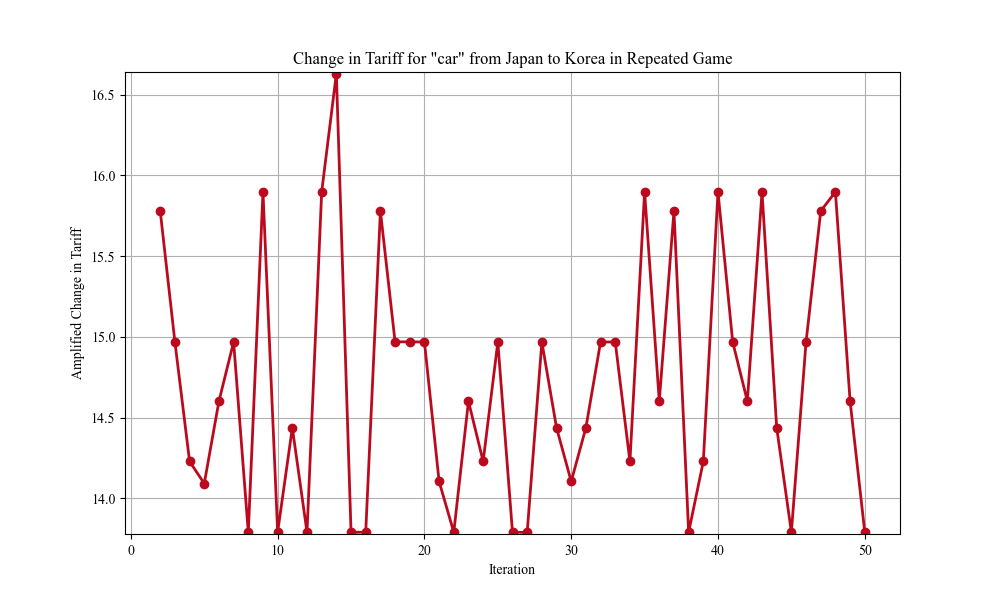 Change in Tariff for "car" from Japan to Korea in Repeated Game
16.5
16.0
15.5
15.0
14.5
14.0
Amplified Change in Tariff
0 10 20 30 40 50
Iteration